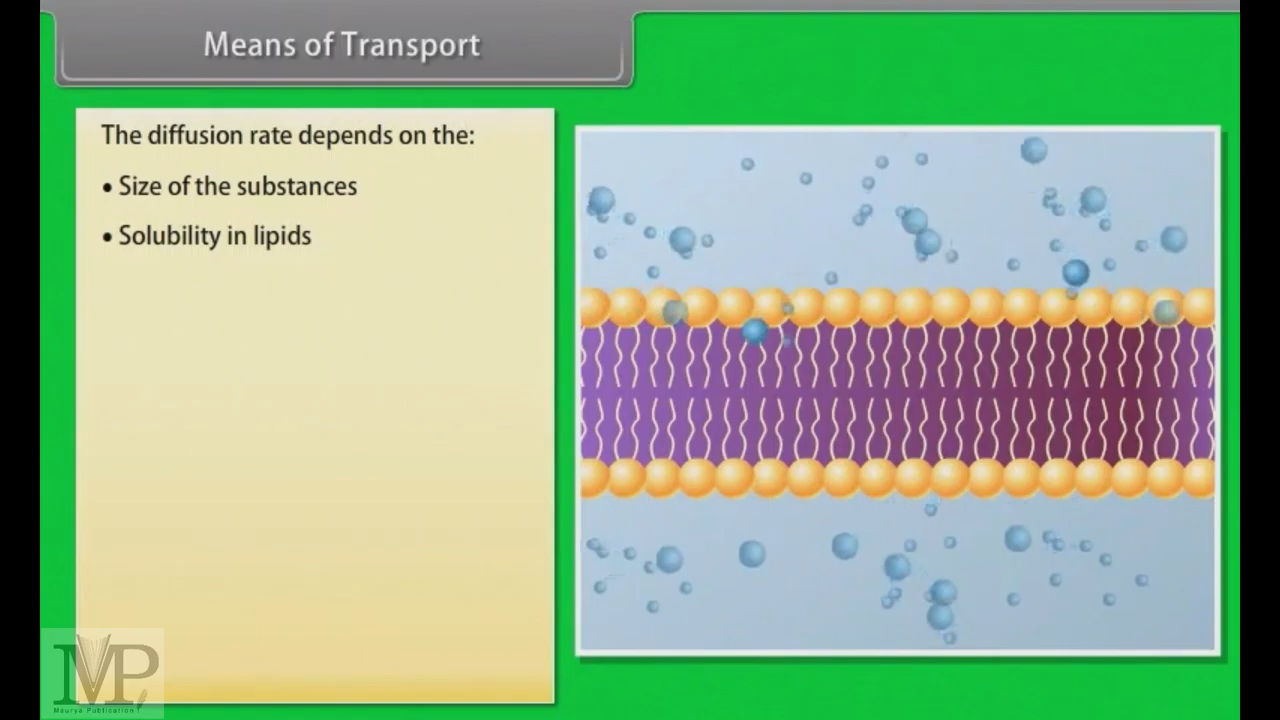 Means of Transport
The diffusion rate depends on the:
• Size of the substances
• Solubility in lipids
MP
Maurya Publication